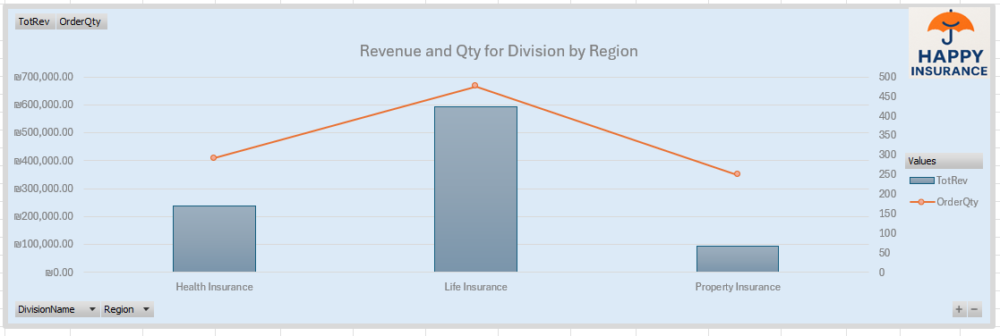 TotRev OrderQty
HAPPY
INSURANCE
Revenue and Qty for Division by Region
₪700,000.00
₪600,000.00
₪500,000.00
₪400,000.00
₪300,000.00
₪200,000.00
₪100,000.00
₪0.00
500
450
400
350
300
250
200
150
100
50
0
Values
TotRev
OrderQty
Health Insurance Life Insurance Property Insurance
DivisionName Region
+ −